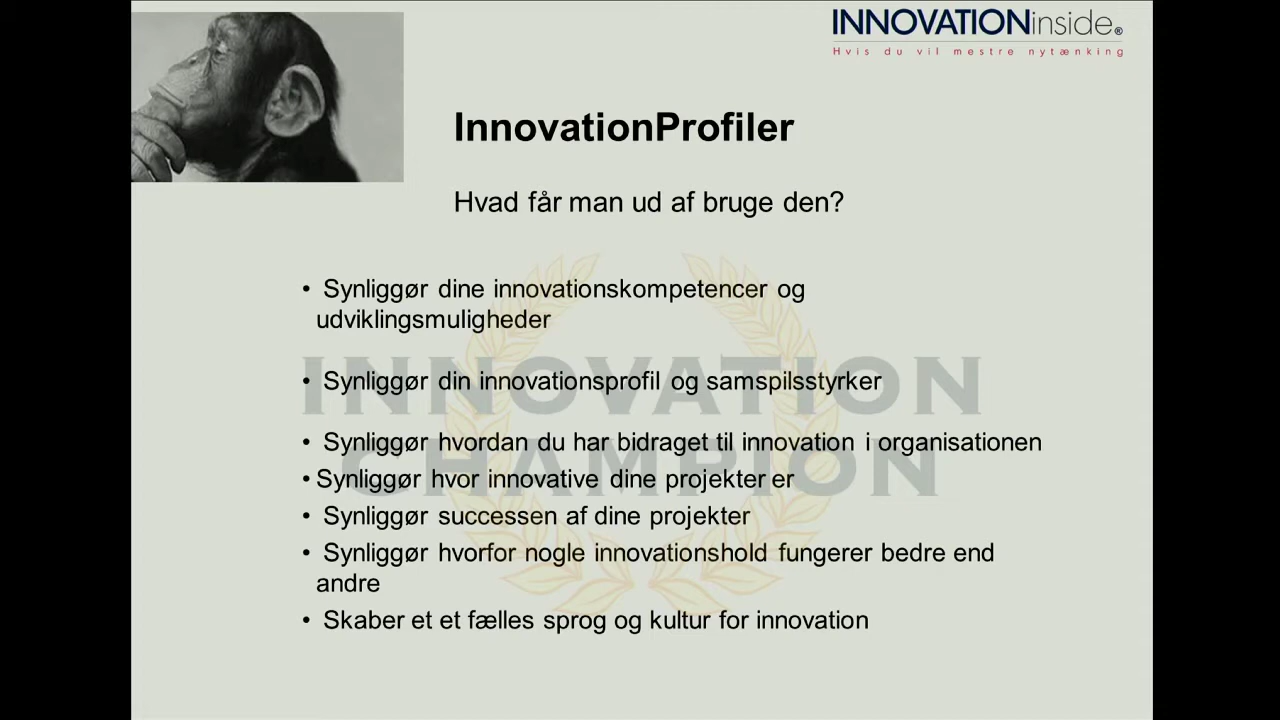 INNOVATIONinside®
Hvis du vil mestre nytænking
InnovationProfiler
Hvad får man ud af bruge den?
• Synliggør dine innovationskompetencer og
udviklingsmuligheder
• Synliggør din innovationsprofil og samspilsstyrker
• Synliggør hvordan du har bidraget til innovation i organisationen
• Synliggør hvor innovative dine projekter er
• Synliggør successen af dine projekter
• Synliggør hvorfor nogle innovationshold fungerer bedre end
andre
• Skaber et et fælles sprog og kultur for innovation
INNOVATION
CHAMPION